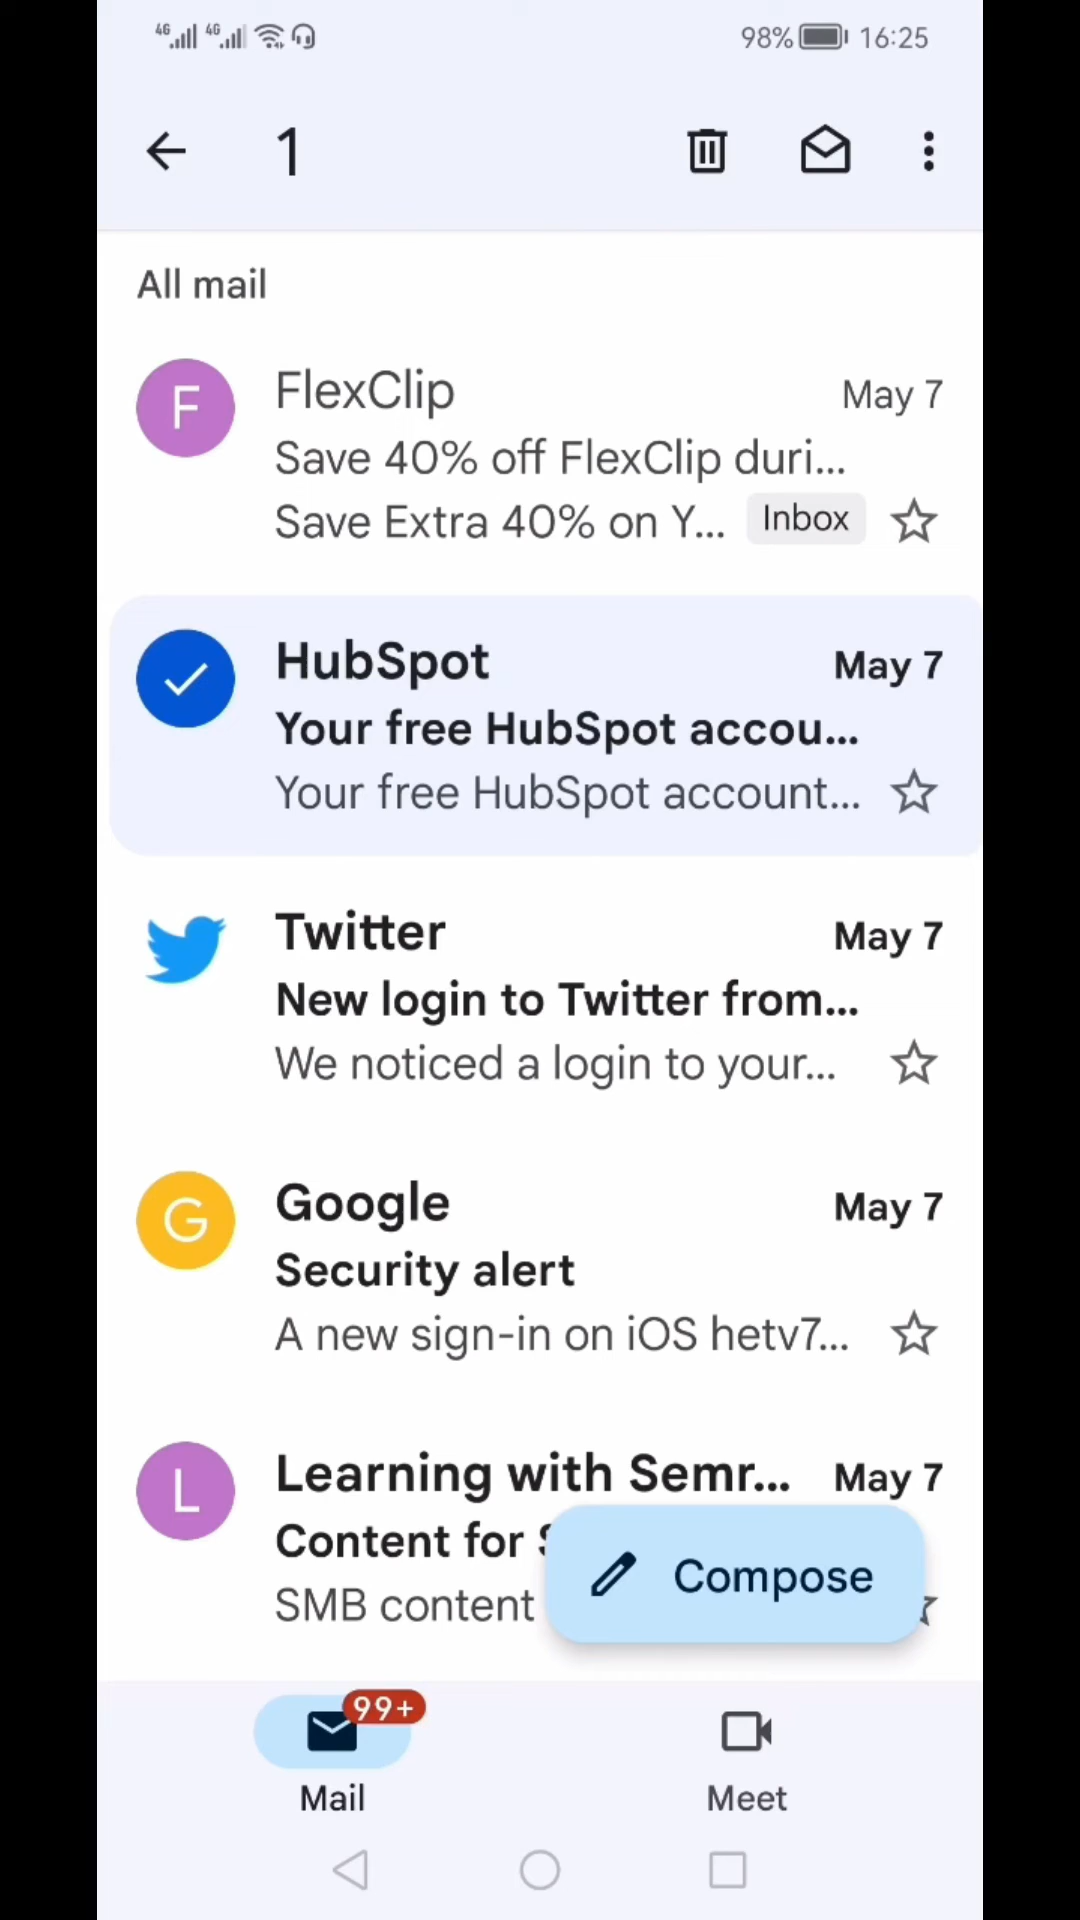 4G 4G 98% 16:25
1
All mail
F FlexClip May 7
Save 40% off FlexClip duri...
Save Extra 40% on Y... Inbox
HubSpot May 7
Your free HubSpot accou...
Your free HubSpot account...
Twitter May 7
New login to Twitter from...
We noticed a login to your...
G Google May 7
Security alert
A new sign-in on iOS hetv7...
L Learning with Semr... May 7
Content for
SMB content
Compose
99+
Mail Meet